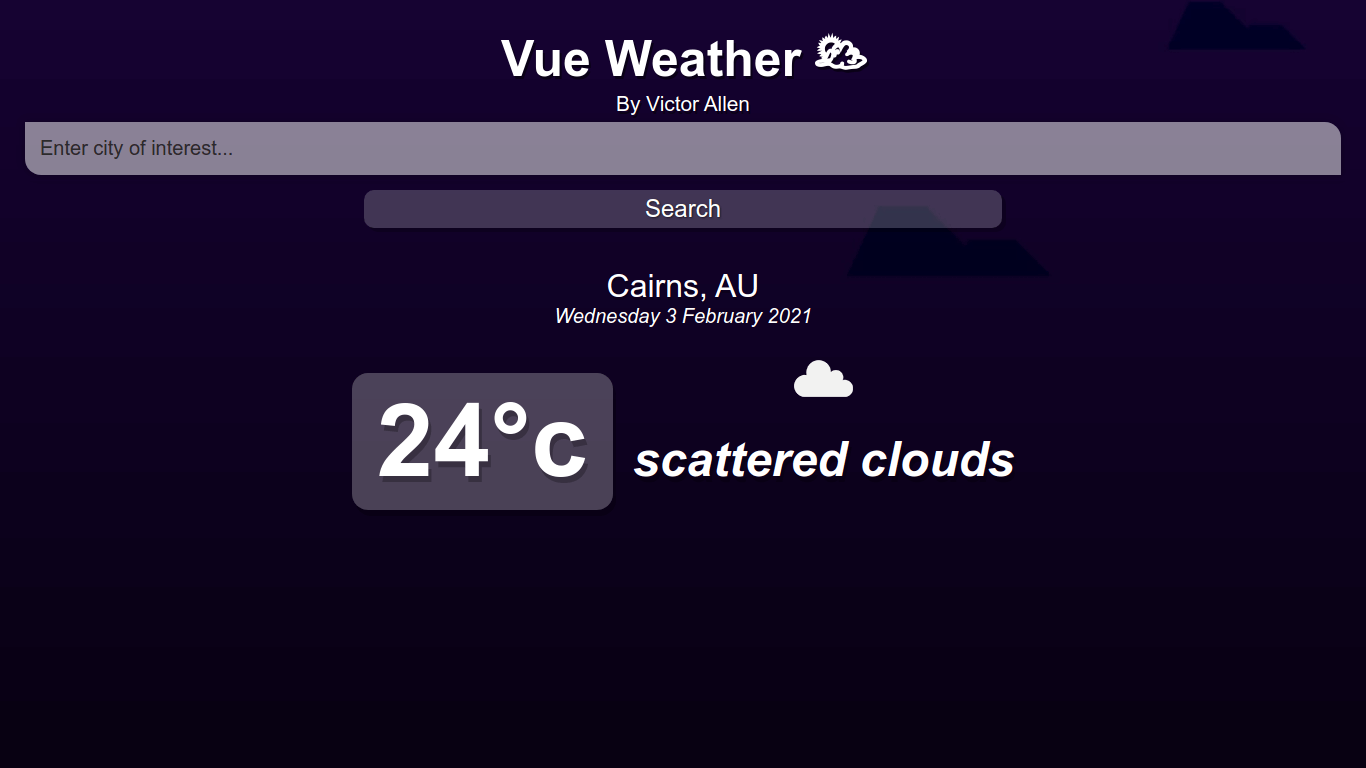 Vue Weather
By Victor Allen
Enter city of interest...
Search
Cairns, AU
Wednesday 3 February 2021
24°c
scattered clouds